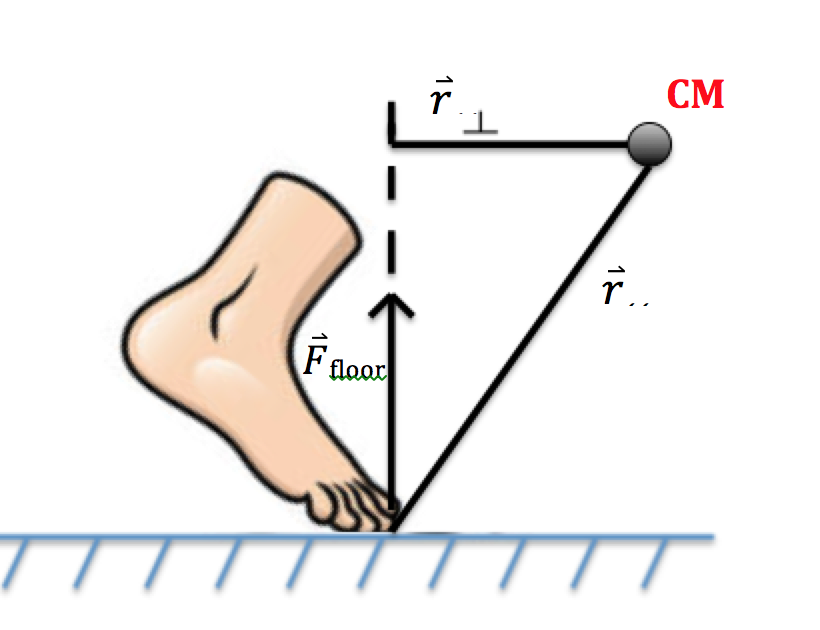 CM
r⃗ ⊥
r⃗
F⃗ floor